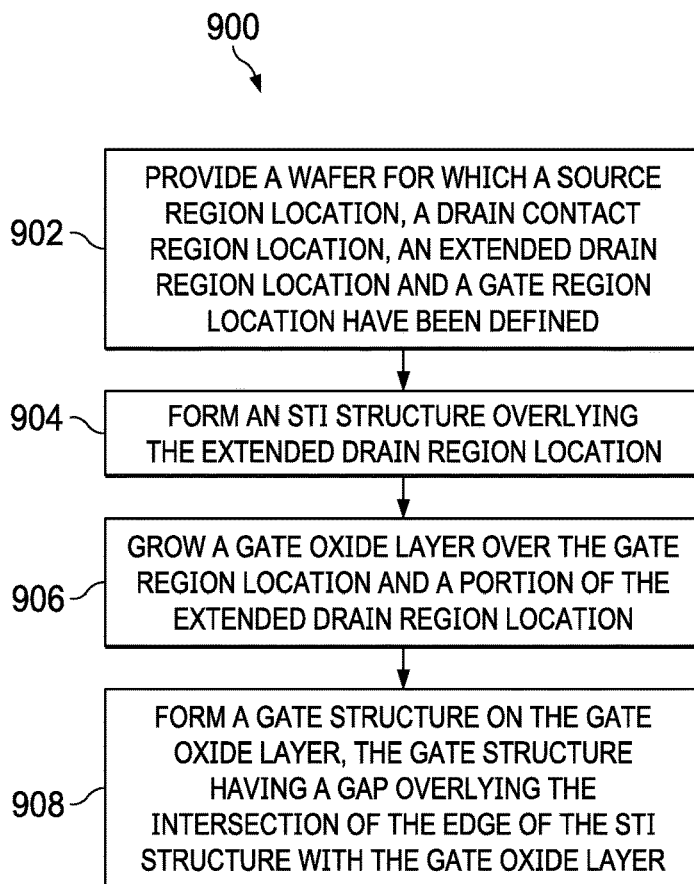 900
902
PROVIDE A WAFER FOR WHICH A SOURCE
REGION LOCATION, A DRAIN CONTACT
REGION LOCATION, AN EXTENDED DRAIN
REGION LOCATION AND A GATE REGION
LOCATION HAVE BEEN DEFINED
904
FORM AN STI STRUCTURE OVERLYING
THE EXTENDED DRAIN REGION LOCATION
906
GROW A GATE OXIDE LAYER OVER THE GATE
REGION LOCATION AND A PORTION OF THE
EXTENDED DRAIN REGION LOCATION
908
FORM A GATE STRUCTURE ON THE GATE
OXIDE LAYER, THE GATE STRUCTURE
HAVING A GAP OVERLYING THE
INTERSECTION OF THE EDGE OF THE STI
STRUCTURE WITH THE GATE OXIDE LAYER